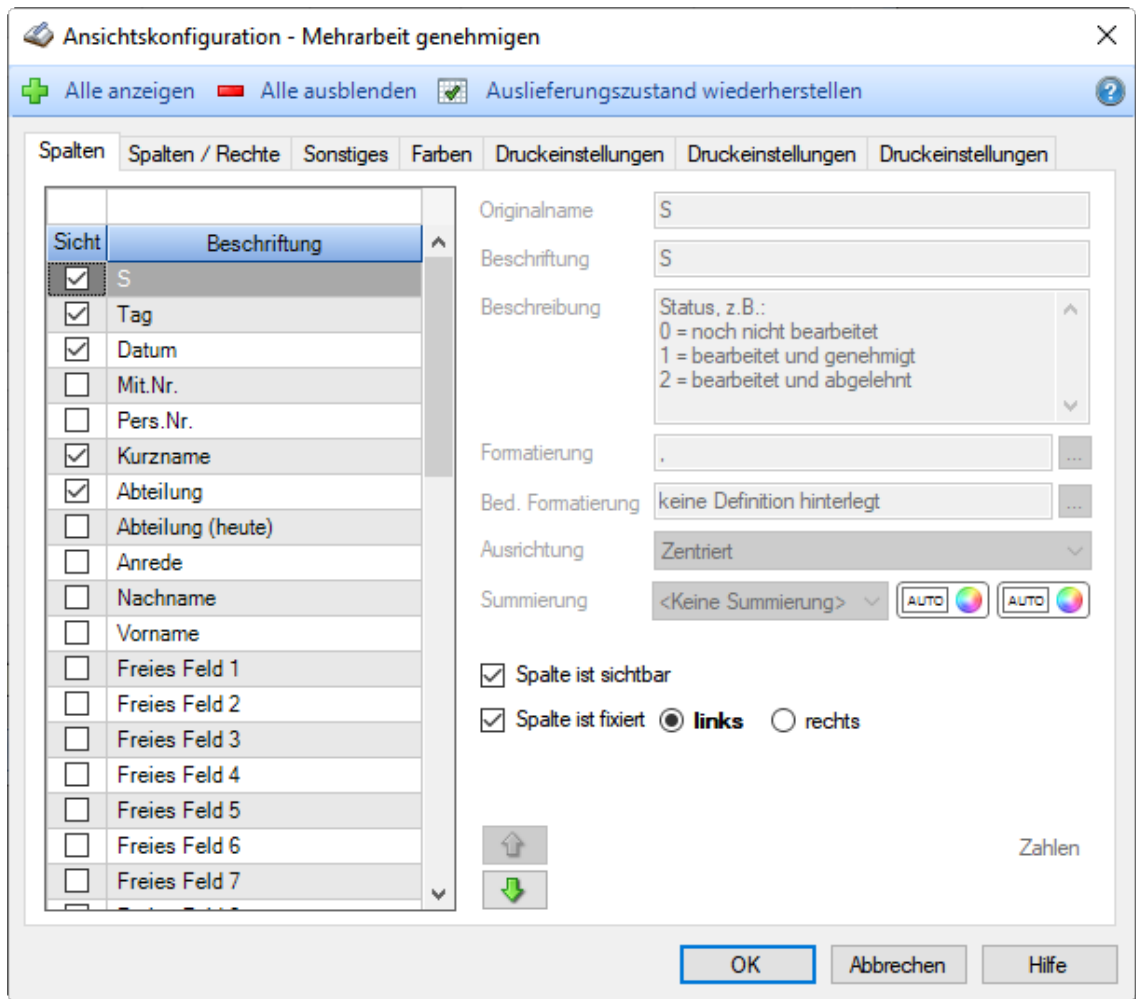 Ansichtskonfiguration - Mehrarbeit genehmigen
Alle anzeigen Alle ausblenden Auslieferungszustand wiederherstellen ?
Spalten Spalten / Rechte Sonstiges Farben Druckeinstellungen Druckeinstellungen Druckeinstellungen
Sicht Beschriftung
S
Tag
Datum
Mit.Nr.
Pers.Nr.
Kurzname
Abteilung
Abteilung (heute)
Anrede
Nachname
Vorname
Freies Feld 1
Freies Feld 2
Freies Feld 3
Freies Feld 4
Freies Feld 5
Freies Feld 6
Freies Feld 7
Originalname S
Beschriftung S
Beschreibung Status, z.B.:
0 = noch nicht bearbeitet
1 = bearbeitet und genehmigt
2 = bearbeitet und abgelehnt
Formatierung , ...
Bed. Formatierung keine Definition hinterlegt ...
Ausrichtung Zentriert
Summierung <Keine Summierung> AUTO AUTO
Spalte ist sichtbar
Spalte ist fixiert links rechts
Zahlen
OK Abbrechen Hilfe